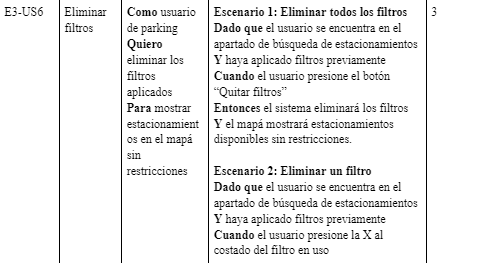 E3-US6
Eliminar
filtros
Como usuario
de parking
Quiero
eliminar los
filtros
aplicados
Para mostrar
estacionamient
os en el mapá
sin
restricciones
Escenario 1: Eliminar todos los filtros
Dado que el usuario se encuentra en el
apartado de búsqueda de estacionamientos
Y haya aplicado filtros previamente
Cuando el usuario presione el botón
“Quitar filtros”
Entonces el sistema eliminará los filtros
Y el mapá mostrará estacionamientos
disponibles sin restricciones.
Escenario 2: Eliminar un filtro
Dado que el usuario se encuentra en el
apartado de búsqueda de estacionamientos
Y haya aplicado filtros previamente
Cuando el usuario presione la X al
costado del filtro en uso
3